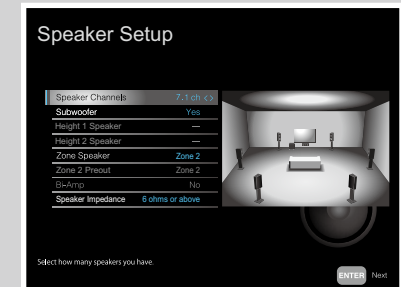 Speaker Setup
Speaker Channels 7.1 ch <>
Subwoofer Yes
Height 1 Speaker —
Height 2 Speaker —
Zone Speaker Zone 2
Zone 2 Preout Zone 2
Bi-Amp No
Speaker Impedance 6 ohms or above
Select how many speakers you have.
ENTER Next